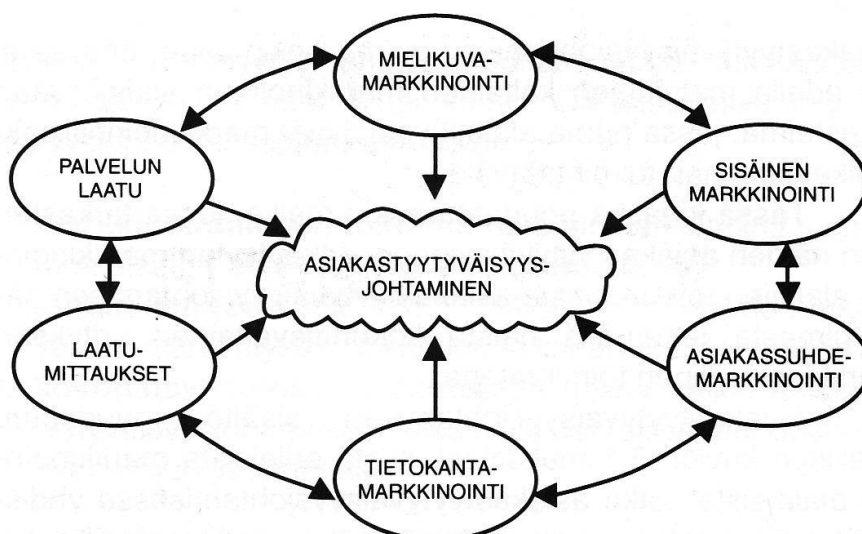 MIELIKUVA-
MARKKINOINTI
PALVELUN
LAATU
SISÄINEN
MARKKINOINTI
ASIAKASTYYTYVÄISYYS-
JOHTAMINEN
LAATU-
MITTAUKSET
ASIAKASSUHDE-
MARKKINOINTI
TIETOKANTA-
MARKKINOINTI